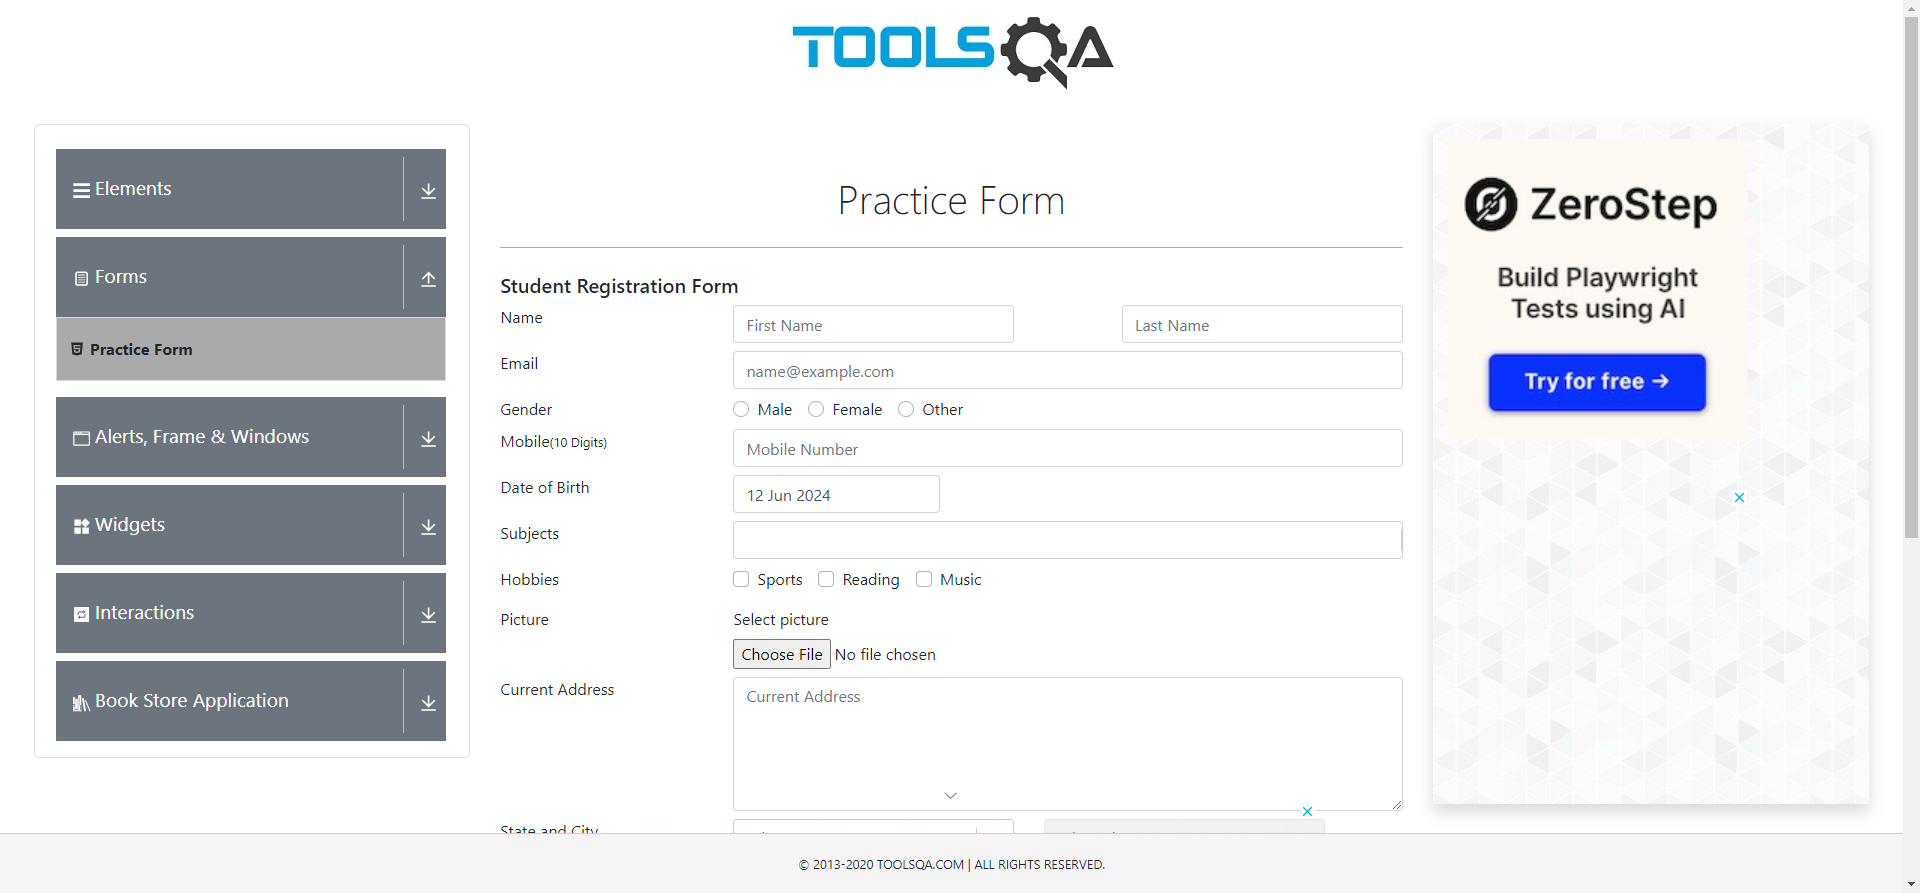 TOOLSQA
Elements
Forms
Practice Form
Alerts, Frame & Windows
Widgets
Interactions
Book Store Application
Practice Form
Student Registration Form
Name
First Name
Last Name
Email
name@example.com
Gender
Male
Female
Other
Mobile(10 Digits)
Mobile Number
Date of Birth
12 Jun 2024
Subjects
Hobbies
Sports
Reading
Music
Picture
Select picture
Choose File No file chosen
Current Address
Current Address
State and City
ZeroStep
Build Playwright
Tests using AI
Try for free →
© 2013-2020 TOOLSQA.COM | ALL RIGHTS RESERVED.